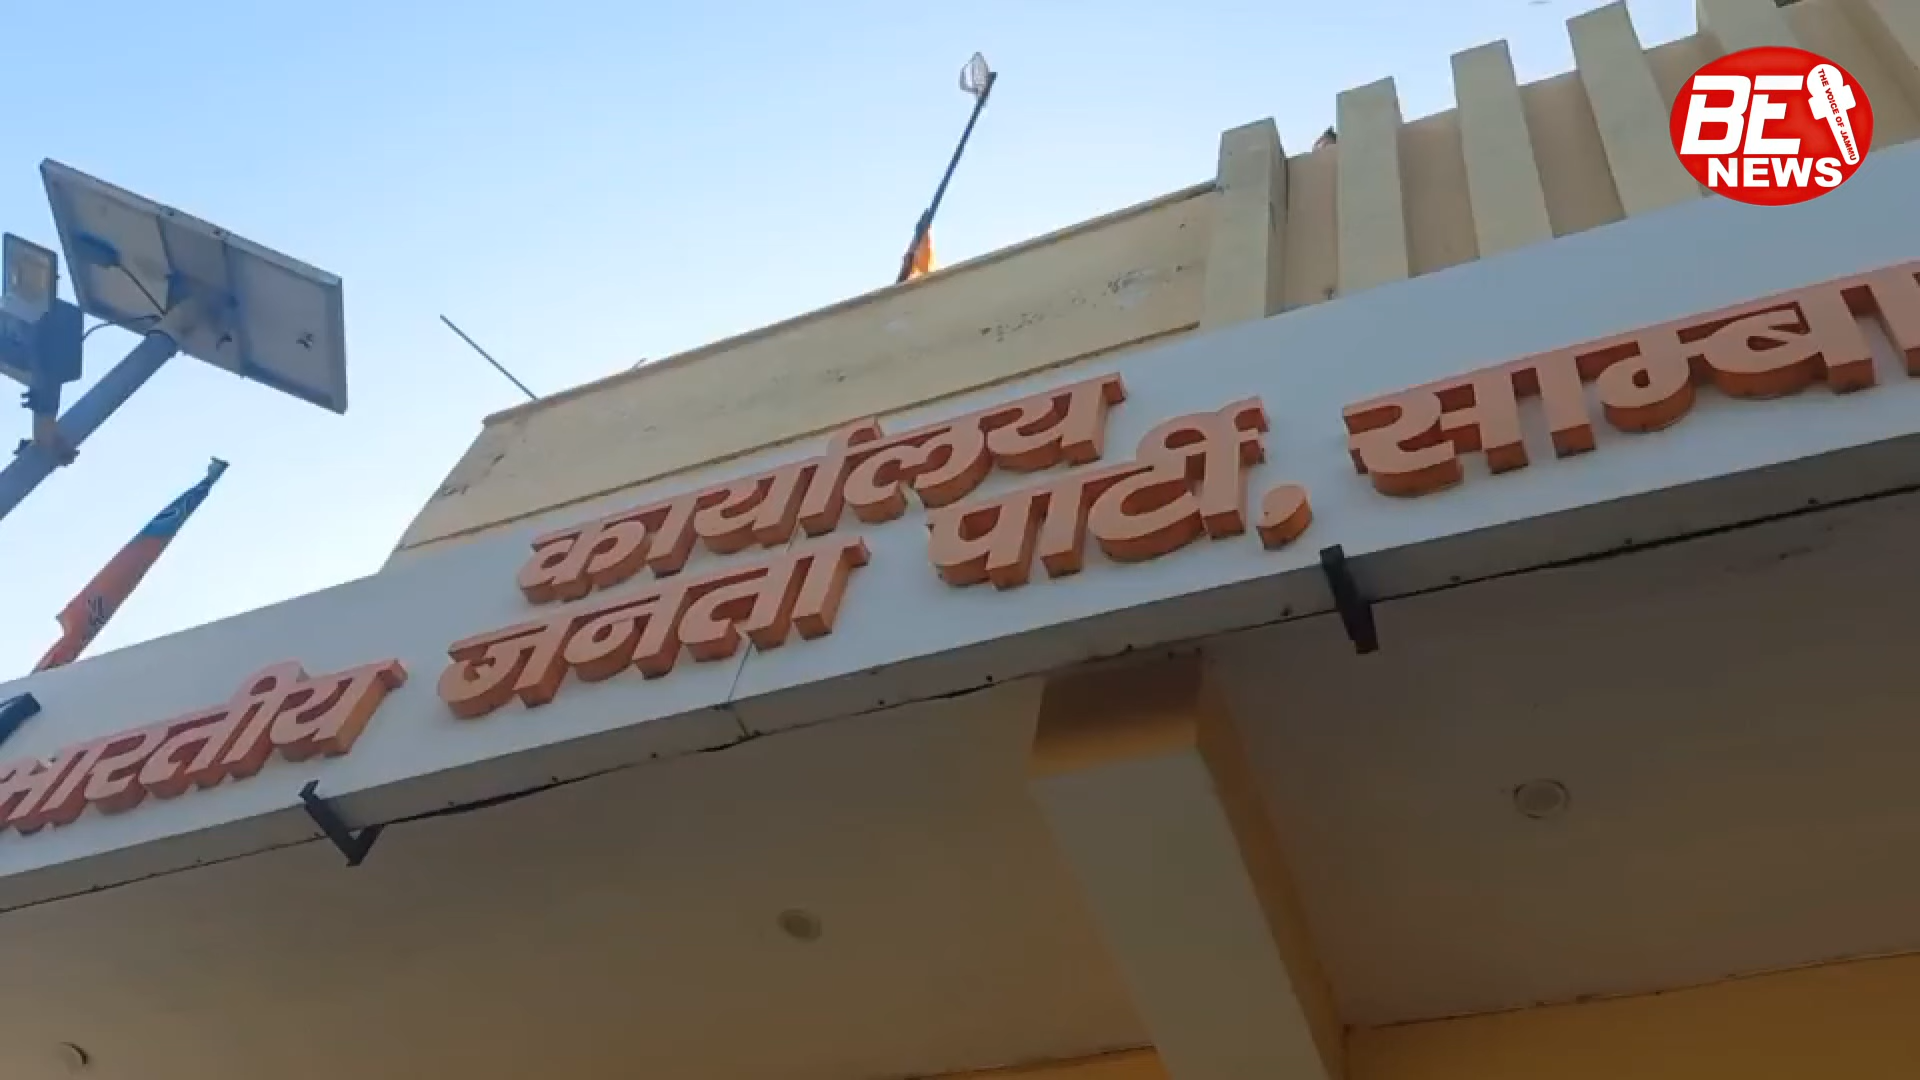 कार्यालय
भारतीय जनता पार्टी, साम्बा
BE
NEWS
THE VOICE OF JAMMU